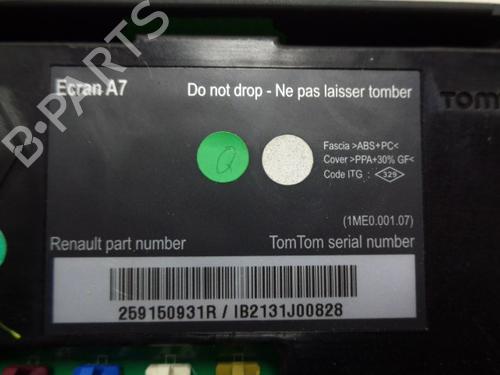 Ecran A7
Do not drop - Ne pas laisser tomber
TOM
Fascia >ABS+PC<
Cover >PPA+30% GF<
Code ITG : 329
(1ME0.001.07)
Renault part number
TomTom serial number
259150931R / IB2131J00828
B-Parts